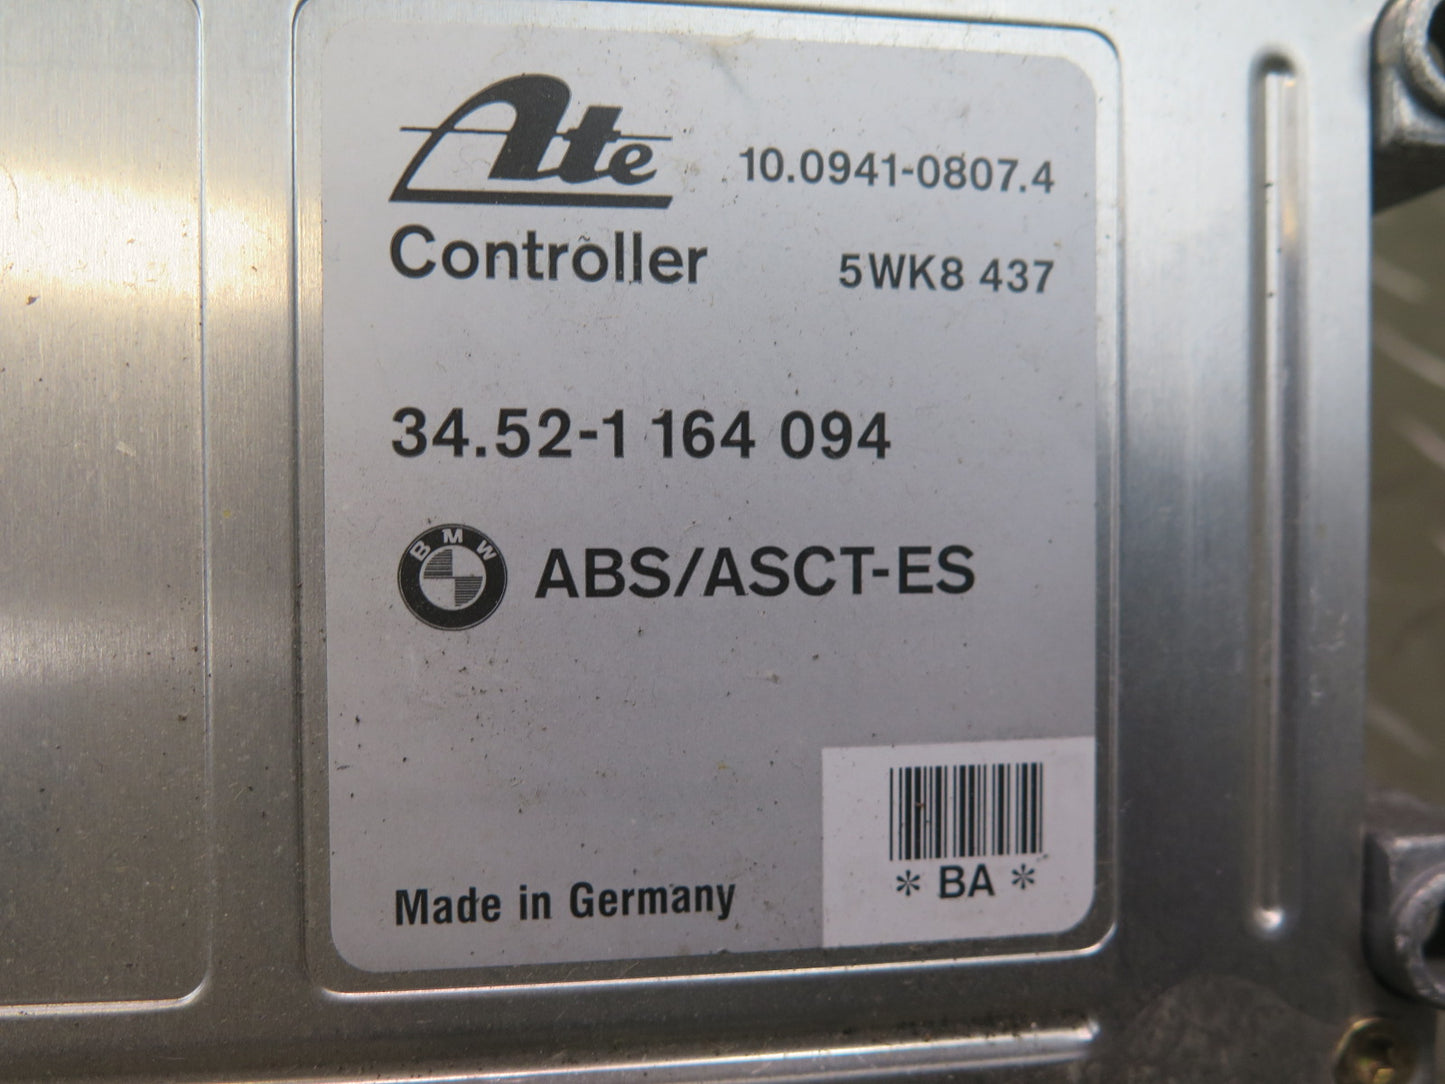 Ate 10.0941-0807.4
Controller 5WK8 437
34.52-1 164 094
BMW ABS/ASCT-ES
* BA *
Made in Germany